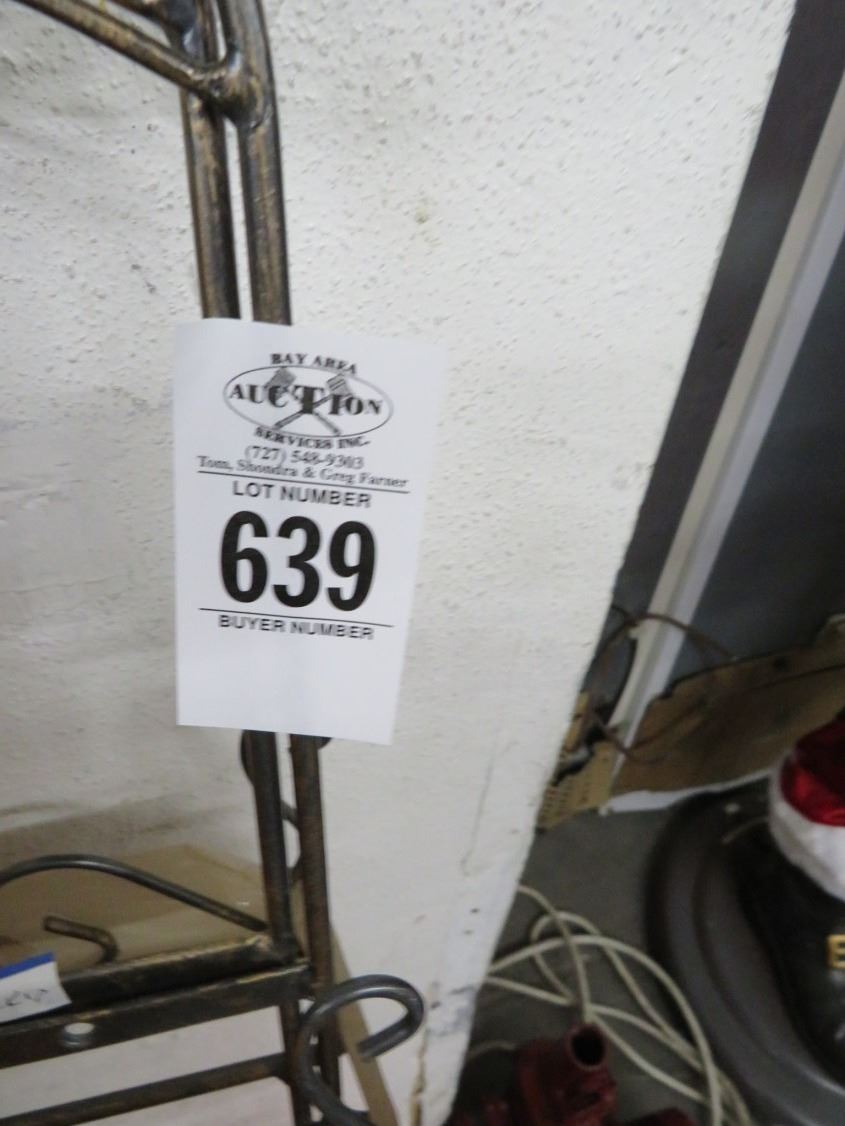 BAY AREA
AUCTION
SERVICES INC.
(727) 548-9303
Tom, Shondra & Greg Farner
LOT NUMBER
639
BUYER NUMBER